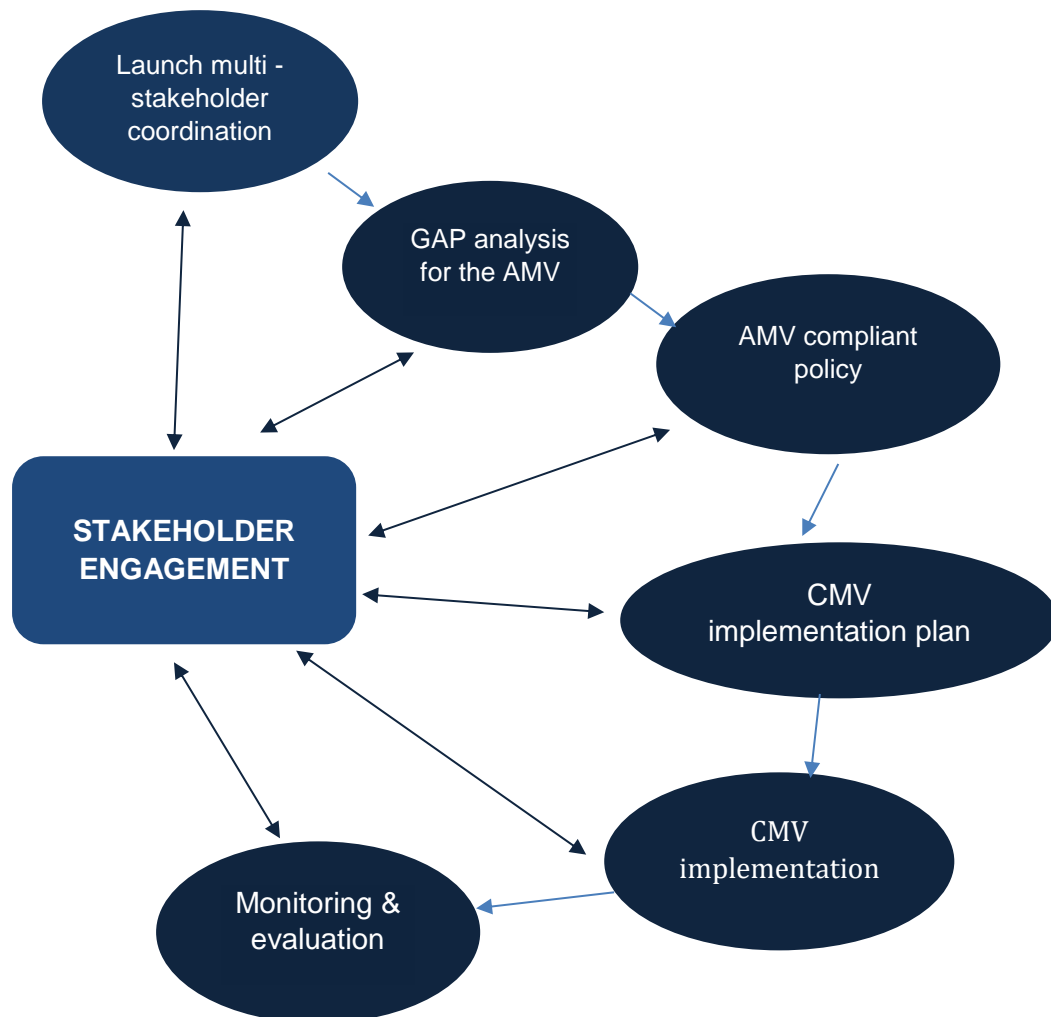 Launch multi -
stakeholder
coordination
GAP analysis
for the AMV
AMV compliant
policy
STAKEHOLDER
ENGAGEMENT
CMV
implementation plan
CMV
implementation
Monitoring &
evaluation